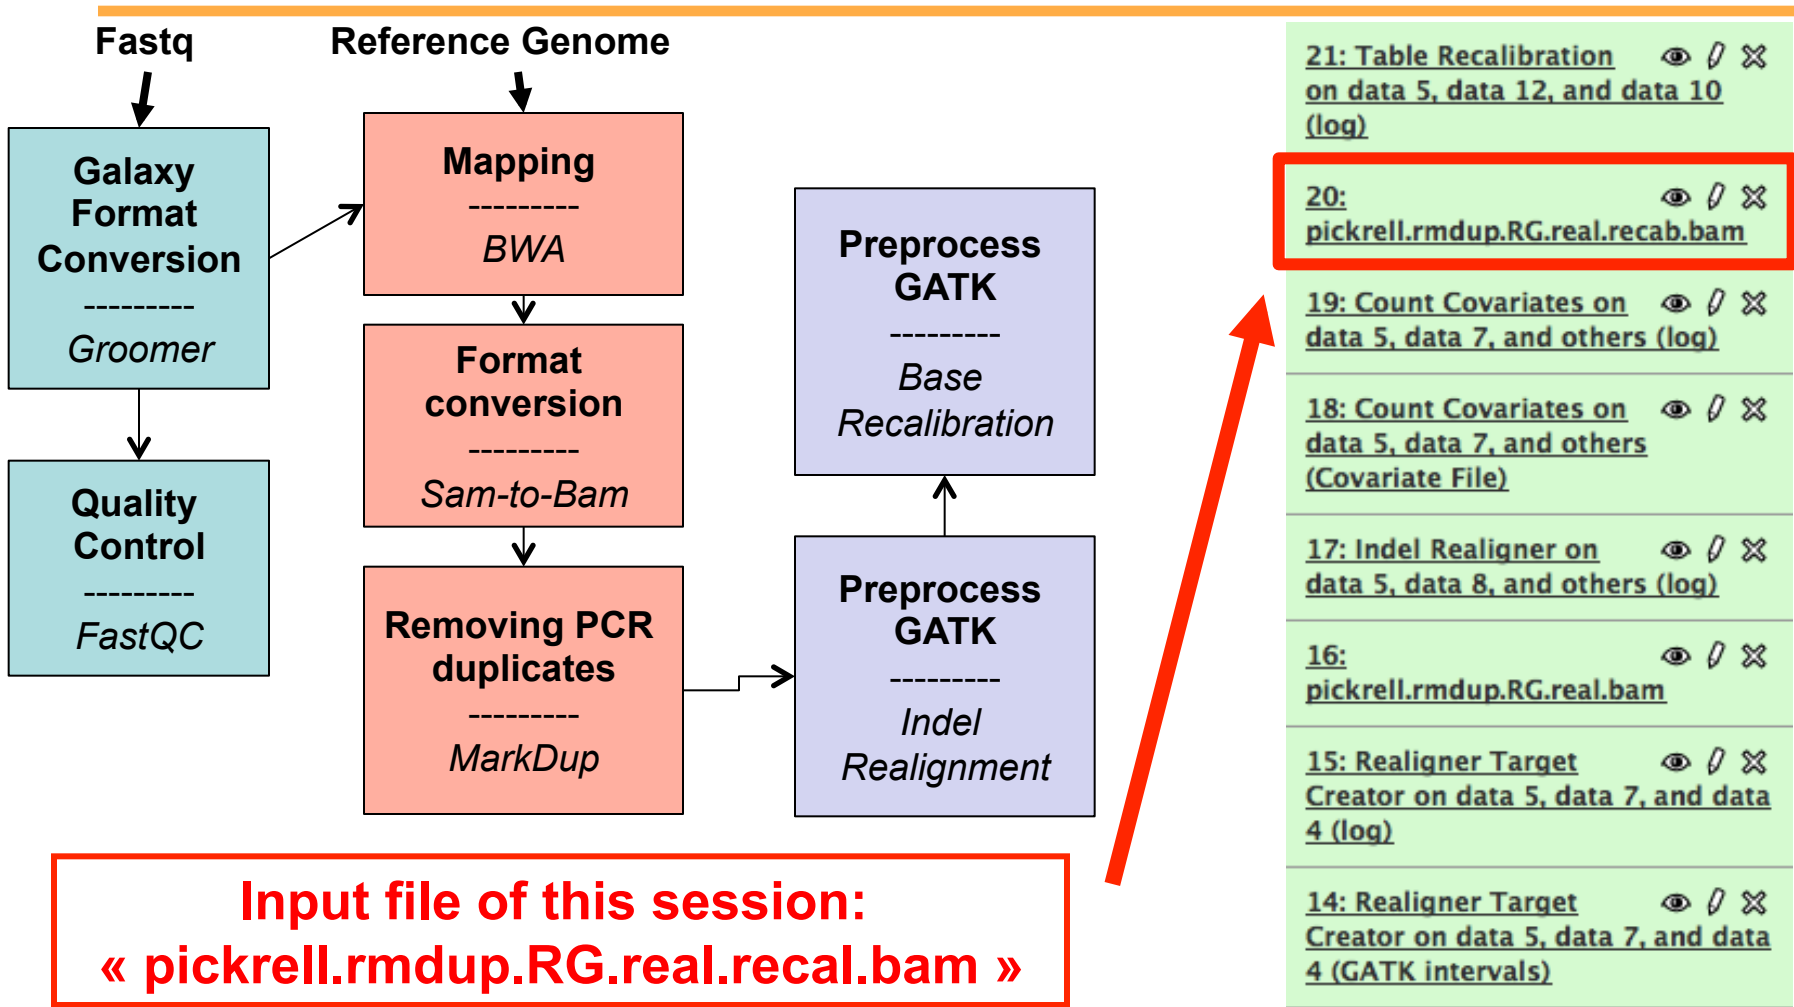 Fastq
Reference Genome
Galaxy
Format
Conversion
---------
Groomer
Quality
Control
---------
FastQC
Mapping
---------
BWA
Format
conversion
---------
Sam-to-Bam
Removing PCR
duplicates
---------
MarkDup
Preprocess
GATK
---------
Base
Recalibration
Preprocess
GATK
---------
Indel
Realignment
Input file of this session:
« pickrell.rmdup.RG.real.recal.bam »
21: Table Recalibration
on data 5, data 12, and data 10
(log)
20:
pickrell.rmdup.RG.real.recab.bam
19: Count Covariates on
data 5, data 7, and others (log)
18: Count Covariates on
data 5, data 7, and others
(Covariate File)
17: Indel Realigner on
data 5, data 8, and others (log)
16:
pickrell.rmdup.RG.real.bam
15: Realigner Target
Creator on data 5, data 7, and data
4 (log)
14: Realigner Target
Creator on data 5, data 7, and data
4 (GATK intervals)